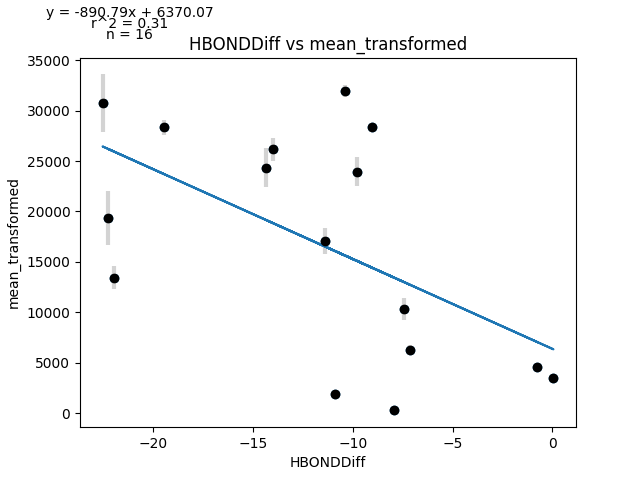 y = -890.79x + 6370.07
r^2 = 0.31
n = 16
HBONDDiff vs mean_transformed
35000
30000
25000
20000
15000
10000
5000
0
mean_transformed
−20
−15
−10
−5
0
HBONDDiff